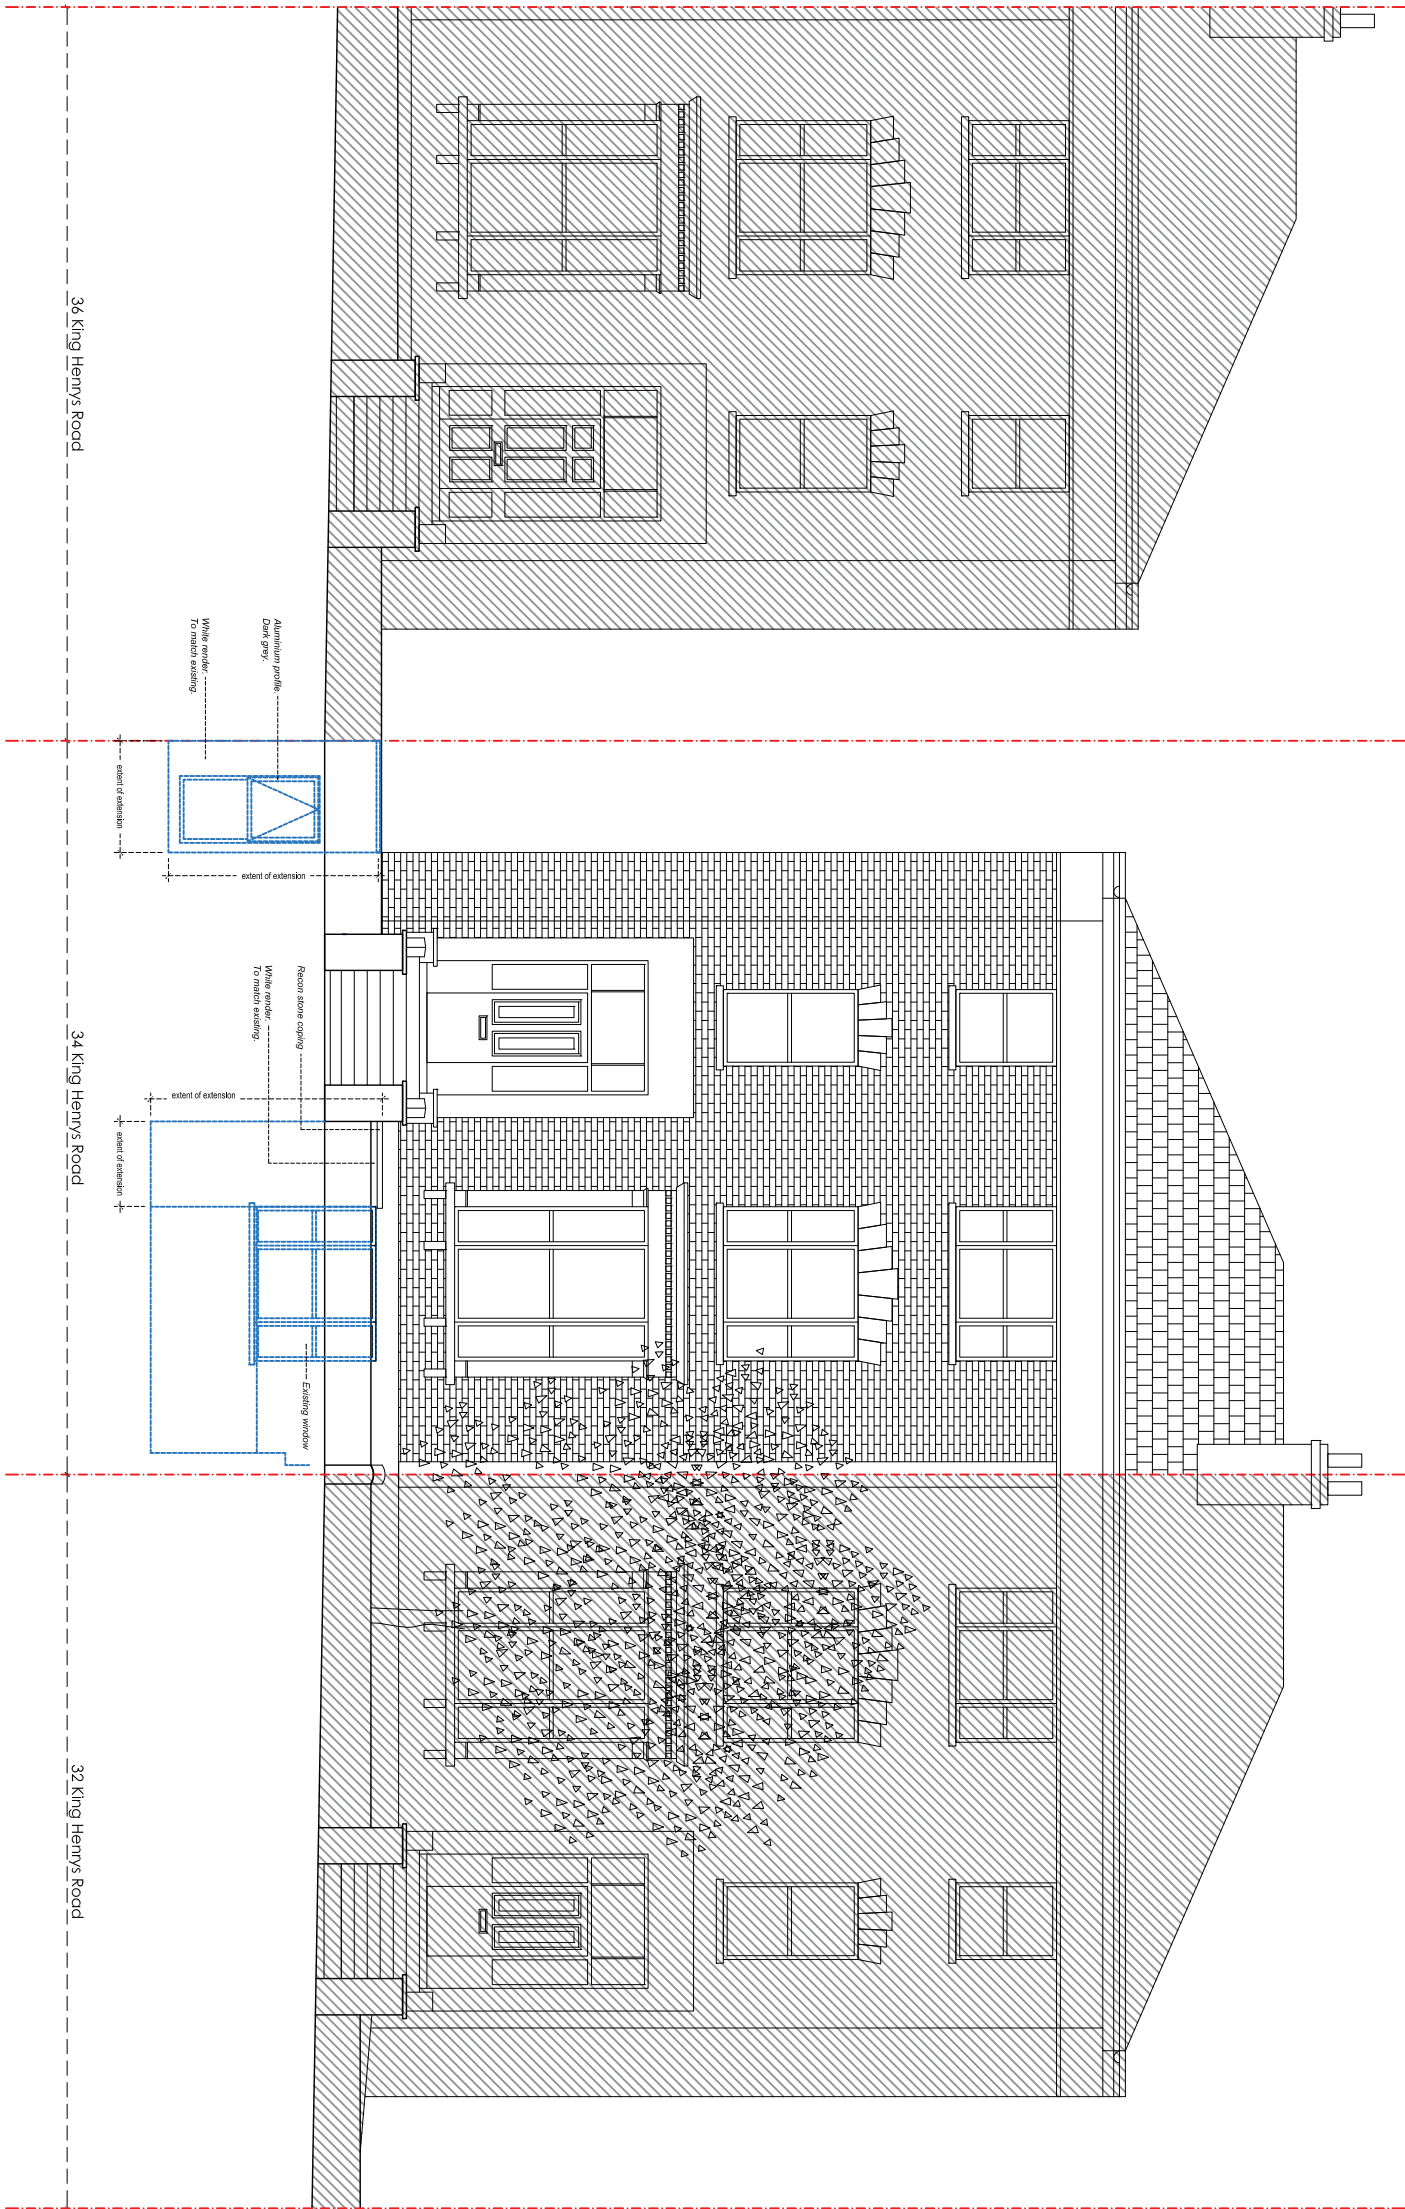 36 King Henrys Road
34 King Henrys Road
32 King Henrys Road
Aluminium profile.
Dark grey.
White render.
To match existing.
extent of extension
extent of extension
Recon stone coping
White render.
To match existing.
extent of extension
extent of extension
Existing window